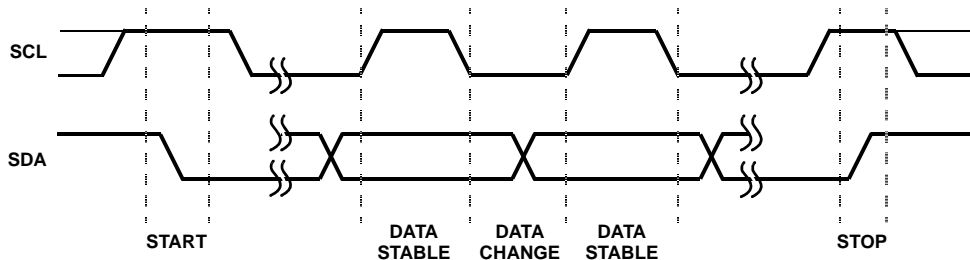 SCL
SDA
START
DATA
STABLE
DATA
CHANGE
DATA
STABLE
STOP